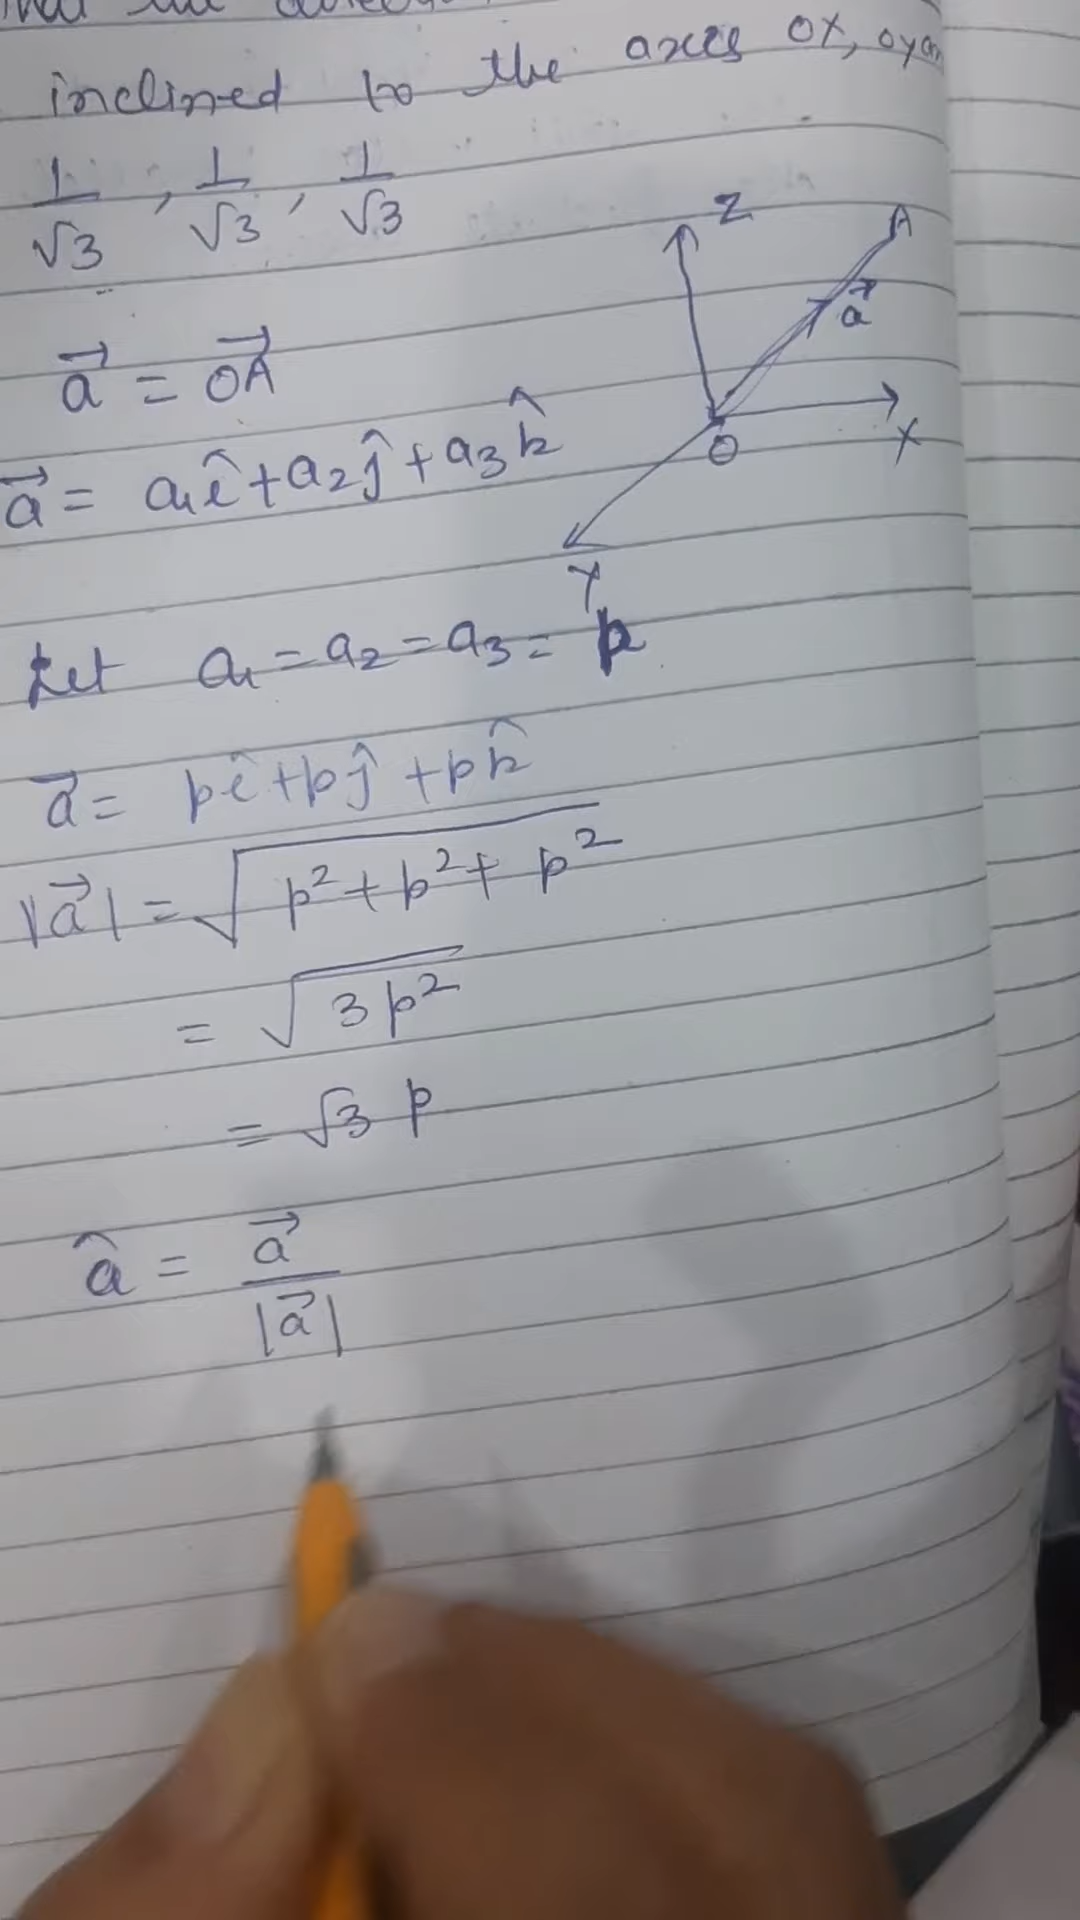 inclined to the axes OX, OY
1/√3 , 1/√3 , 1/√3
Z
A
a⃗
O
X
Y
a⃗ = OA⃗
a⃗ = a₁î + a₂ĵ + a₃k̂
Let a₁ = a₂ = a₃ = p
a⃗ = pî + pĵ + pk̂
|a⃗| = √(p² + p² + p²)
= √(3p²)
= √3 p
â = a⃗/|a⃗|